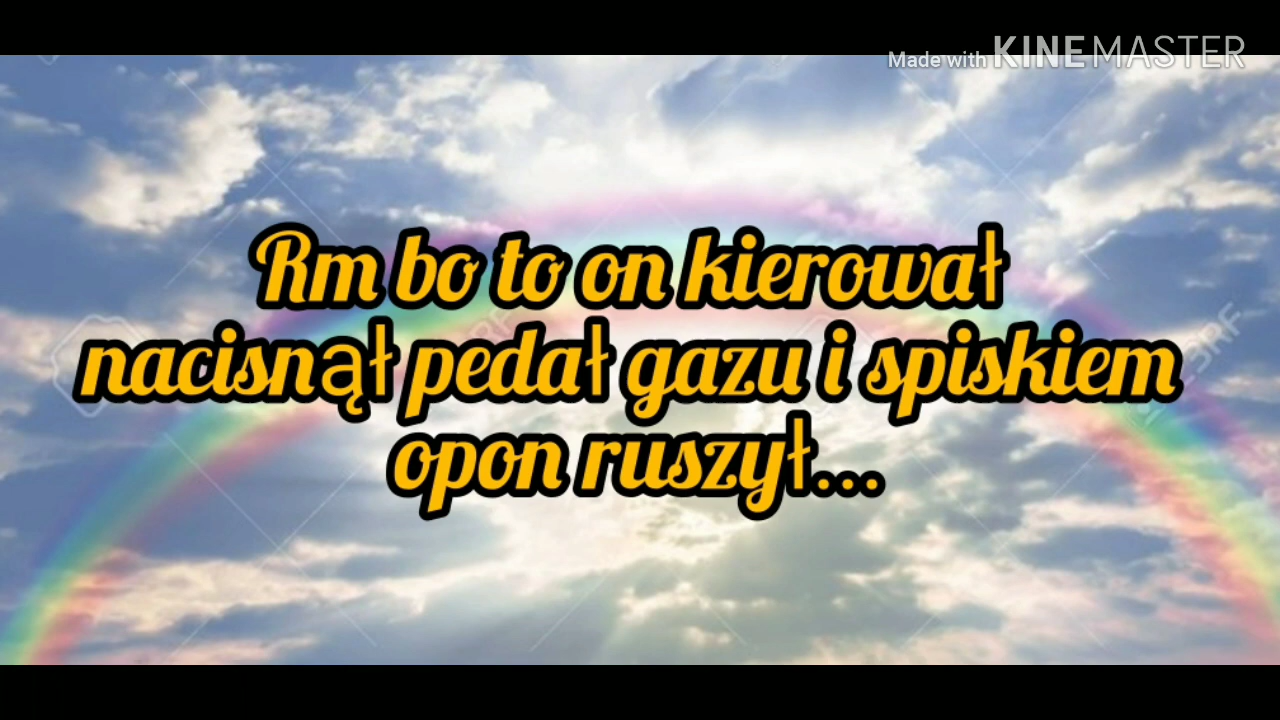 Made with KINEMASTER
Rm bo to on kierował
nacisnął pedał gazu i spiskiem
opon ruszył...